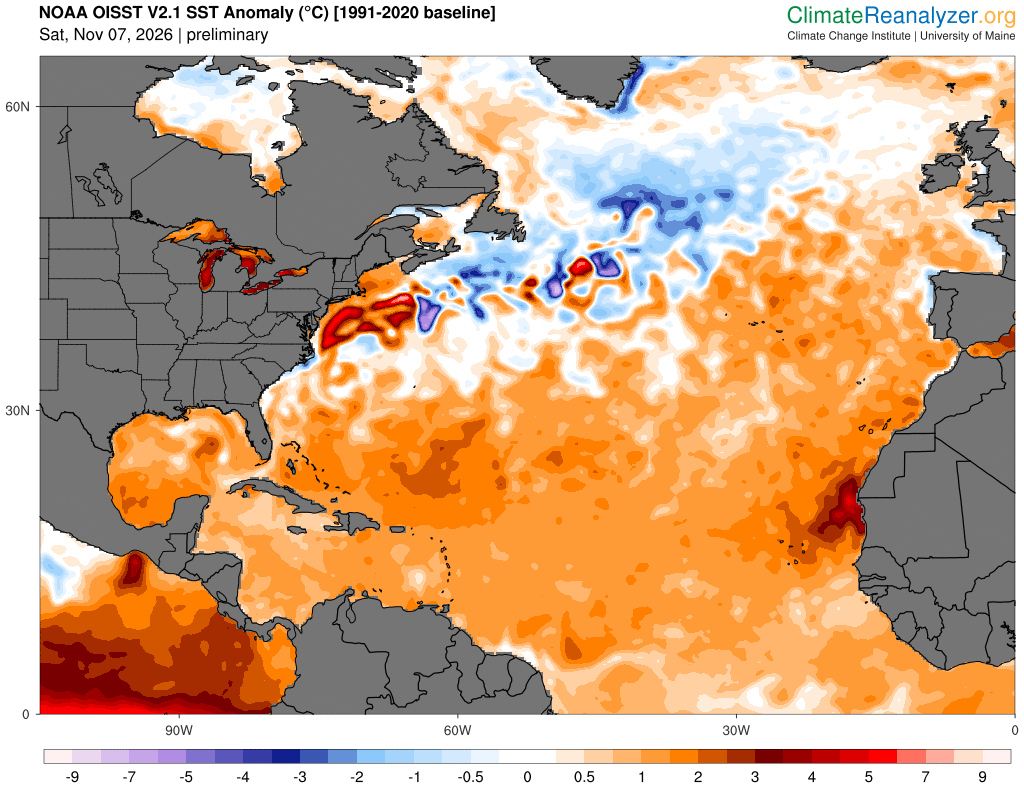 NOAA OISST V2.1 SST Anomaly (°C) [1991-2020 baseline]
Sat, Nov 07, 2026 | preliminary
ClimateReanalyzer.org
Climate Change Institute | University of Maine
60N
30N
0
90W
60W
30W
0
-9 -7 -5 -4 -3 -2 -1 -0.5 0 0.5 1 2 3 4 5 7 9